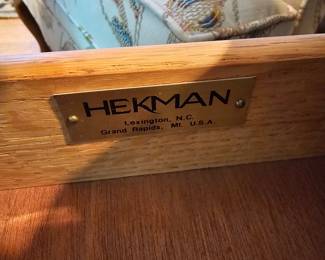 HEKMAN
Lexington, N.C.
Grand Rapids, MI. U.S.A.